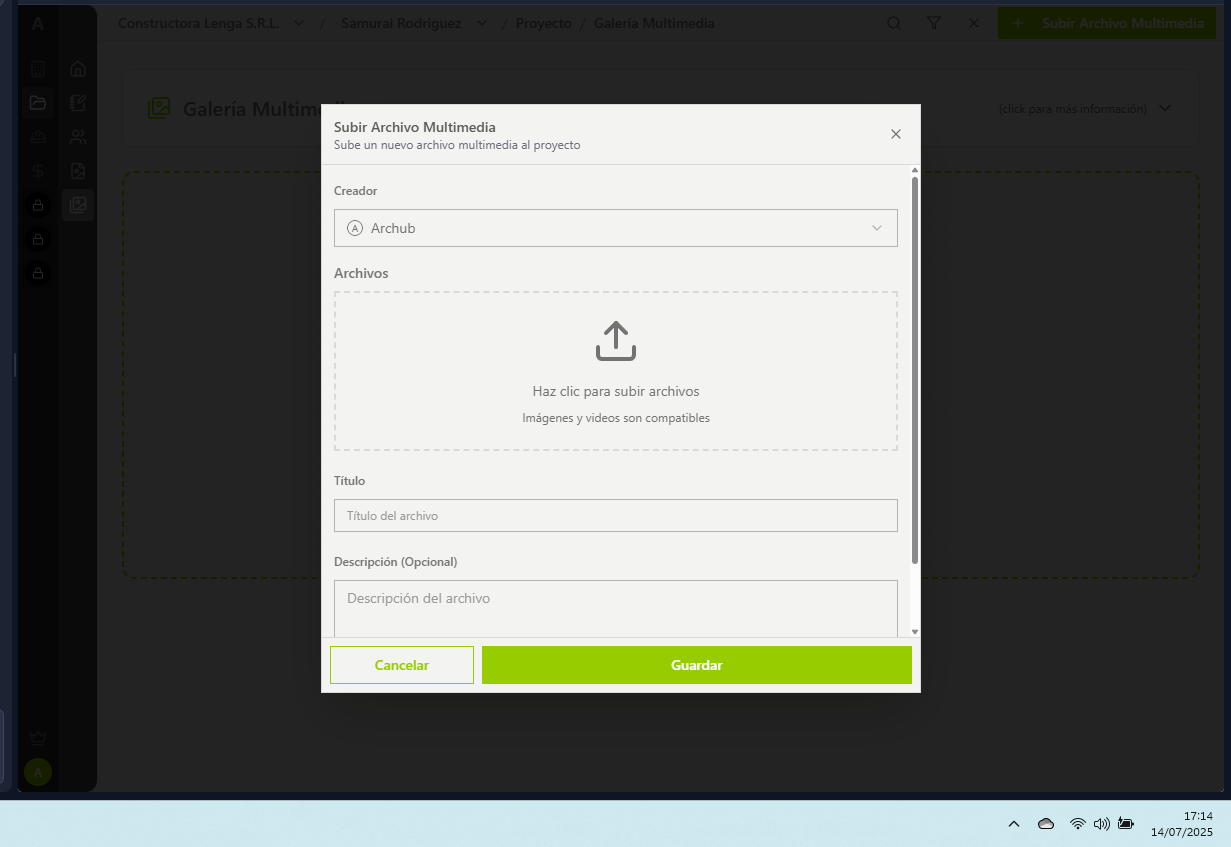 A
Constructora Lenga S.R.L. / Samurai Rodriguez / Proyecto / Galería Multimedia
+ Subir Archivo Multimedia
Galería Multim
(click para más información)
Subir Archivo Multimedia
Sube un nuevo archivo multimedia al proyecto
Creador
A Archub
Archivos
Haz clic para subir archivos
Imágenes y videos son compatibles
Título
Título del archivo
Descripción (Opcional)
Descripción del archivo
Cancelar
Guardar
A
17:14
14/07/2025